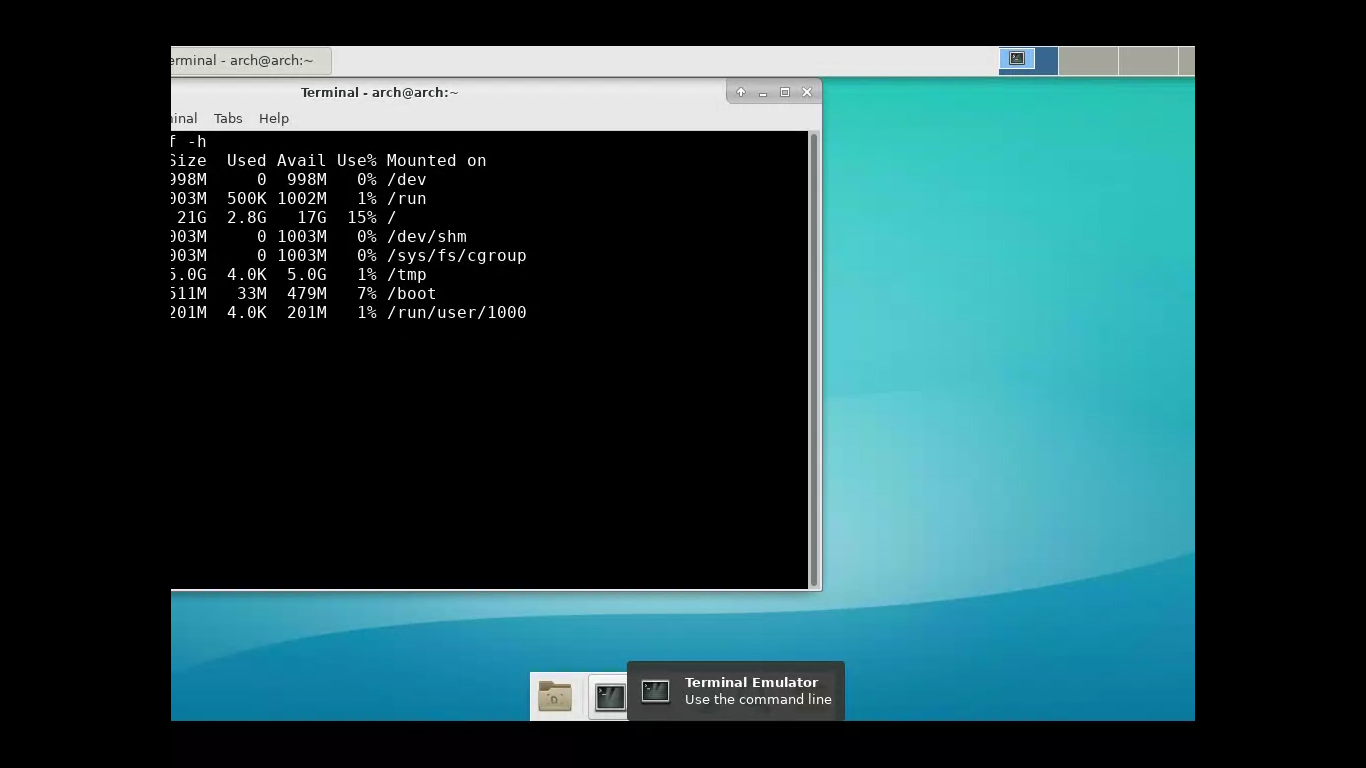 erminal - arch@arch:~
Terminal - arch@arch:~
inal Tabs Help
f -h
Size Used Avail Use% Mounted on
998M 0 998M 0% /dev
003M 500K 1002M 1% /run
21G 2.8G 17G 15% /
003M 0 1003M 0% /dev/shm
003M 0 1003M 0% /sys/fs/cgroup
5.0G 4.0K 5.0G 1% /tmp
511M 33M 479M 7% /boot
201M 4.0K 201M 1% /run/user/1000
Terminal Emulator
Use the command line